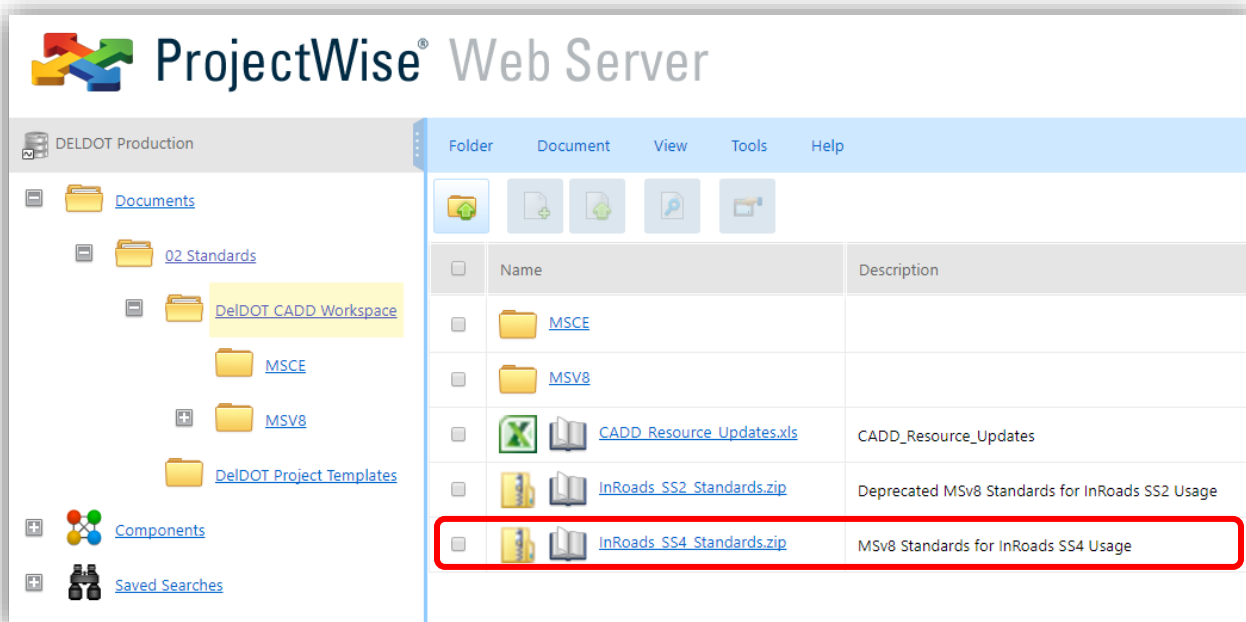 ProjectWise® Web Server
DELDOT Production
Folder Document View Tools Help
Documents
02 Standards
DelDOT CADD Workspace
MSCE
MSV8
DelDOT Project Templates
Components
Saved Searches
Name Description
MSCE
MSV8
CADD_Resource_Updates.xls CADD_Resource_Updates
InRoads_SS2_Standards.zip Deprecated MSv8 Standards for InRoads SS2 Usage
InRoads_SS4_Standards.zip MSv8 Standards for InRoads SS4 Usage